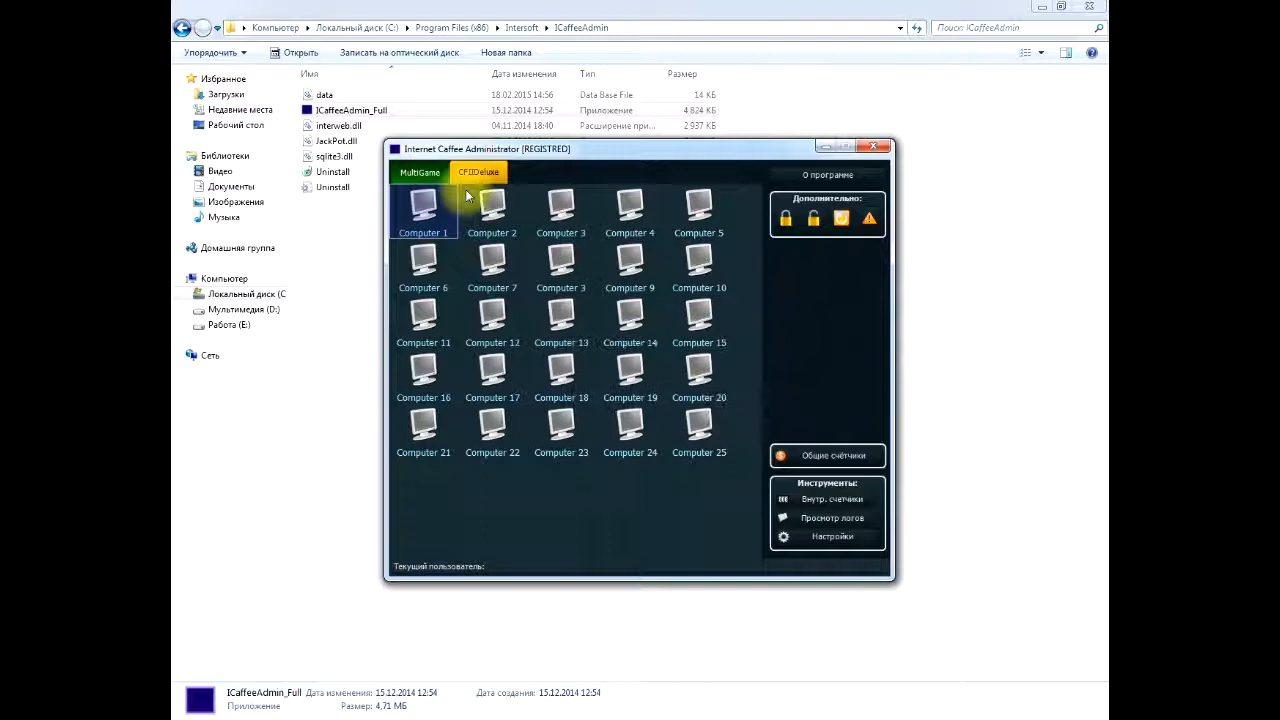 Компьютер ▸ Локальный диск (C:) ▸ Program Files (x86) ▸ Intersoft ▸ ICaffeeAdmin
Поиск: ICaffeeAdmin
Упорядочить
Открыть
Записать на оптический диск
Новая папка
Имя
Дата изменения
Тип
Размер
Избранное
Загрузки
Недавние места
Рабочий стол
Библиотеки
Видео
Документы
Изображения
Музыка
Домашняя группа
Компьютер
Локальный диск (C
Мультимедиа (D:)
Работа (E:)
Сеть
data 18.02.2015 14:56 Data Base File 14 КБ
ICaffeeAdmin_Full 15.12.2014 12:54 Приложение 4 824 КБ
interweb.dll 04.11.2014 18:40 Расширение при... 2 937 КБ
JackPot.dll
sqlite3.dll
Uninstall
Uninstall
Internet Caffee Administrator [REGISTRED]
MultiGame
CFIIDeluxe
Computer 1 Computer 2 Computer 3 Computer 4 Computer 5
Computer 6 Computer 7 Computer 3 Computer 9 Computer 10
Computer 11 Computer 12 Computer 13 Computer 14 Computer 15
Computer 16 Computer 17 Computer 18 Computer 19 Computer 20
Computer 21 Computer 22 Computer 23 Computer 24 Computer 25
Текущий пользователь:
О программе
Дополнительно:
Общие счётчики
Инструменты:
Внутр. счетчики
Просмотр логов
Настройки
ICaffeeAdmin_Full Дата изменения: 15.12.2014 12:54 Дата создания: 15.12.2014 12:54
Приложение Размер: 4,71 МБ